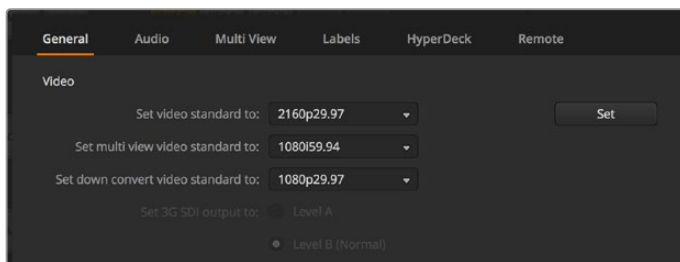 General Audio Multi View Labels HyperDeck Remote
Video
Set video standard to: 2160p29.97 Set
Set multi view video standard to: 1080i59.94
Set down convert video standard to: 1080p29.97
Set 3G SDI output to: Level A
Level B (Normal)